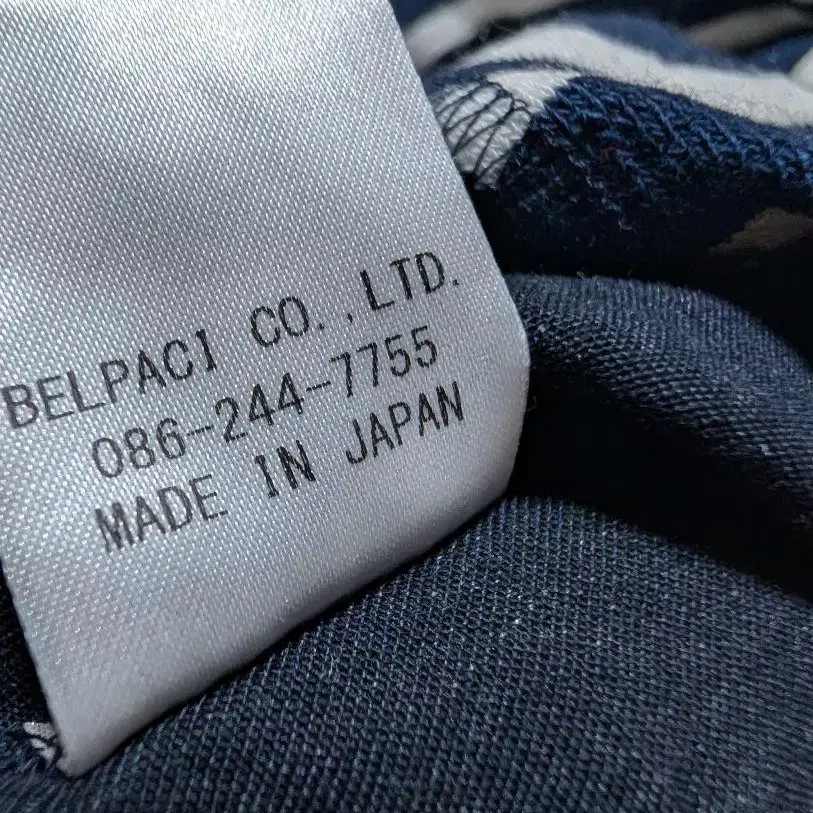 BELPACI CO.,LTD.
086-244-7755
MADE IN JAPAN